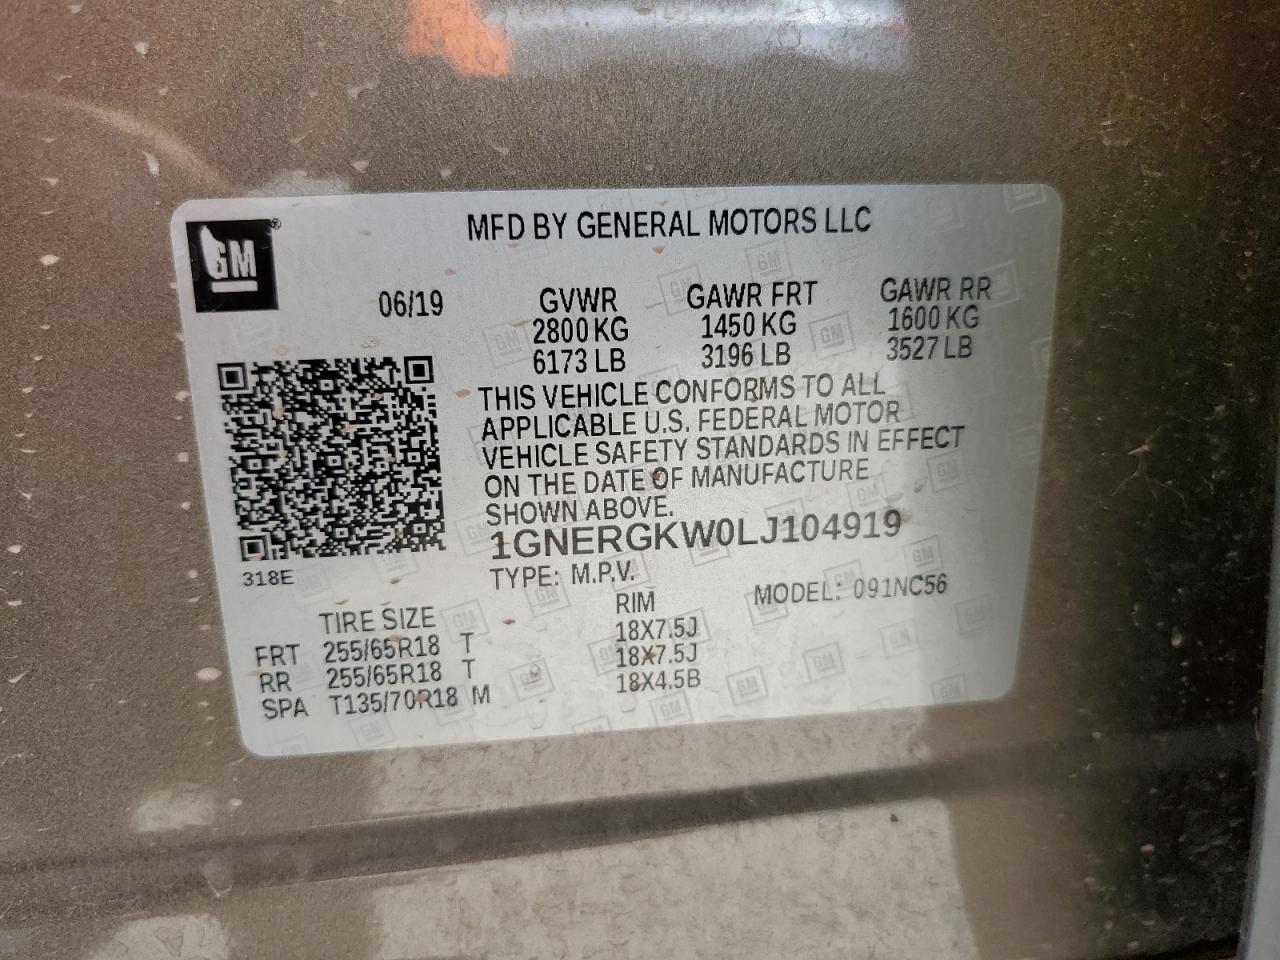 GM ®
MFD BY GENERAL MOTORS LLC
06/19 GVWR GAWR FRT GAWR RR
2800 KG 1450 KG 1600 KG
6173 LB 3196 LB 3527 LB
THIS VEHICLE CONFORMS TO ALL
APPLICABLE U.S. FEDERAL MOTOR
VEHICLE SAFETY STANDARDS IN EFFECT
ON THE DATE OF MANUFACTURE
SHOWN ABOVE.
1GNERGKW0LJ104919
318E
TYPE: M.P.V. MODEL: 091NC56
TIRE SIZE RIM
FRT 255/65R18 T 18X7.5J
RR 255/65R18 T 18X7.5J
SPA T135/70R18 M 18X4.5B